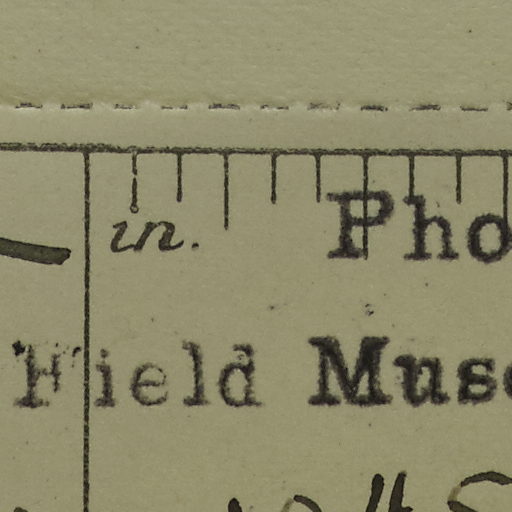 in. Pho
Field Muse